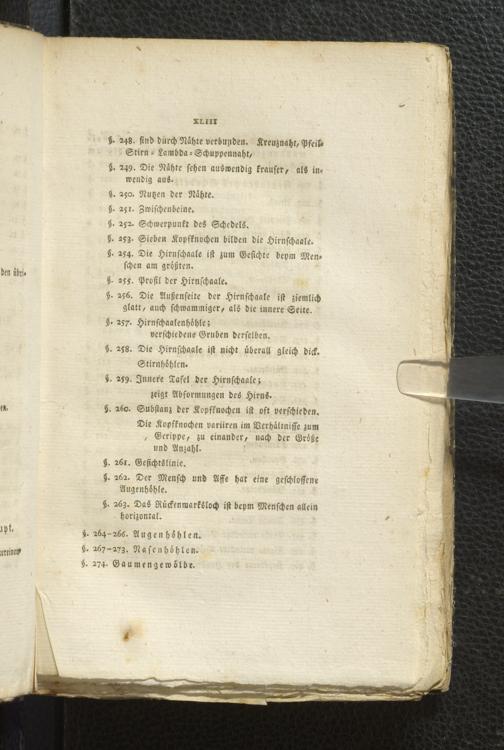 XLIII
§. 248. sind durch Nähte verbunden. Kreuznaht, Pfeil-
Stirn- Lambda-Schuppennaht,
§. 249. Die Nähte sehen auswendig krauser, als in-
wendig aus.
§. 250. Nutzen der Nähte.
§. 251. Zwischenbeine.
§. 252. Schwerpunkt des Schedels.
§. 253. Sieben Kopfknochen bilden die Hirnschaale.
§. 254. Die Hirnschaale ist zum Gesichte beym Men-
schen am größten.
§. 255. Profil der Hirnschaale.
§. 256. Die Außenseite der Hirnschaale ist ziemlich
glatt, auch schwammiger, als die innere Seite.
§. 257. Hirnschaalenhöhle;
verschiedene Gruben derselben.
§. 258. Die Hirnschaale ist nicht überall gleich dick.
Stirnhöhlen.
§. 259. Innere Tafel der Hirnschaale;
zeigt Abformungen des Hirns.
§. 260. Substanz der Kopfknochen ist oft verschieden.
Die Kopfknochen variiren im Verhältnisse zum
Gerippe, zu einander, nach der Größe
und Anzahl.
§. 261. Gesichtslinie.
§. 262. Der Mensch und Affe hat eine geschlossene
Augenhöhle.
§. 263. Das Rückenmarksloch ist beym Menschen allein
horizontal.
§. 264-266. Augenhöhlen.
§. 267-273. Nasenhöhlen.
§. 274. Gaumengewölbe.
den übri-